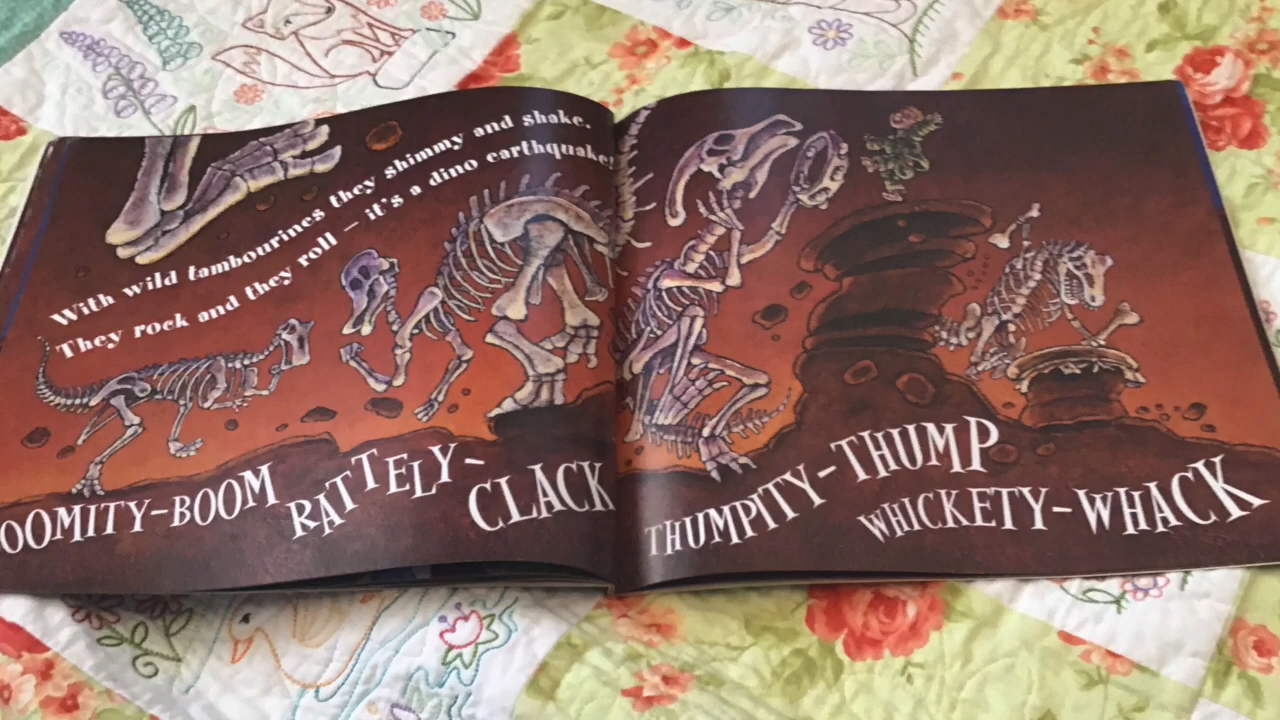 With wild tambourines they shimmy and shake.
They rock and they roll – it's a dino earthquake!
OOMITY-BOOM RATTELY-CLACK
THUMPITY-THUMP
WHICKETY-WHACK